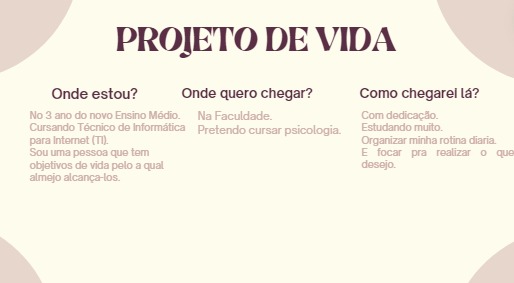 PROJETO DE VIDA
Onde estou?
No 3 ano do novo Ensino Médio.
Cursando Técnico de Informática
para Internet (TI).
Sou uma pessoa que tem
objetivos de vida pelo a qual
almejo alcança-los.
Onde quero chegar?
Na Faculdade.
Pretendo cursar psicologia.
Como chegarei lá?
Com dedicação.
Estudando muito.
Organizar minha rotina diaria.
E focar pra realizar o que
desejo.